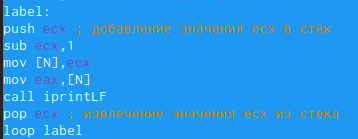 label:
push ecx ; добавление значения ecx в стек
sub ecx,1
mov [N],ecx
mov eax,[N]
call iprintLF
pop ecx ; извлечение значения ecx из стека
loop label